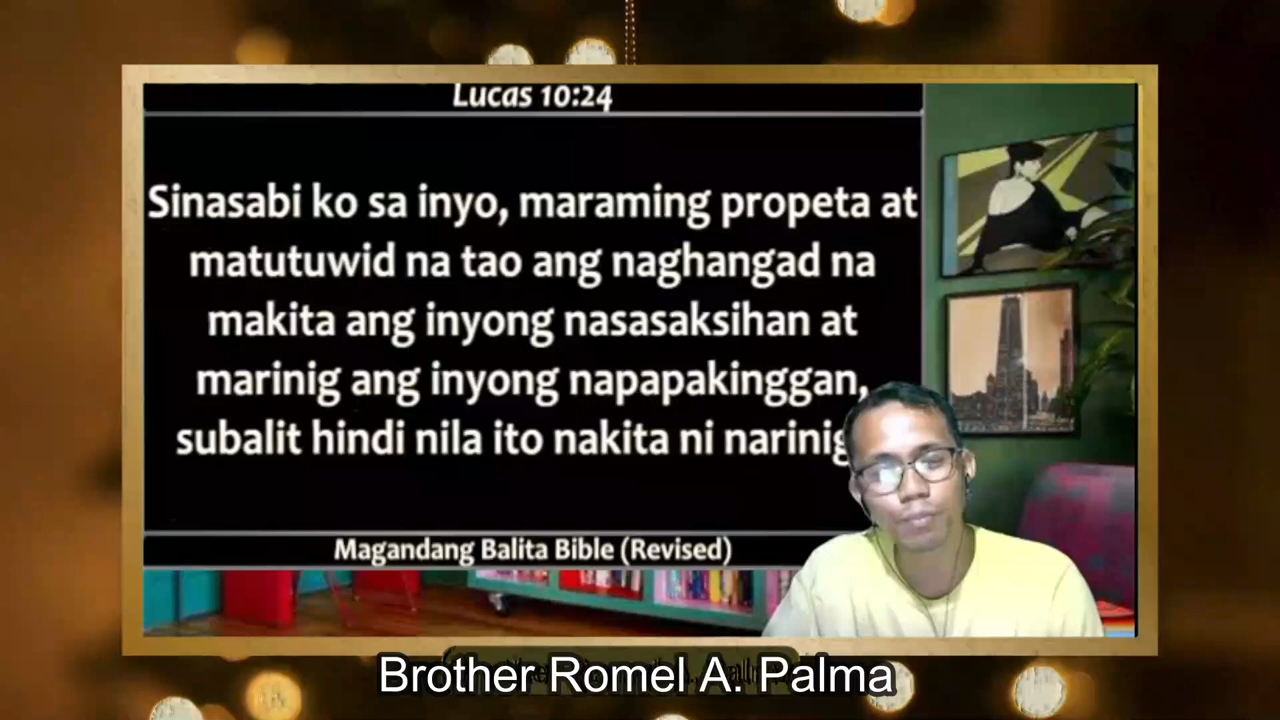 Lucas 10:24
Sinasabi ko sa inyo, maraming propeta at
matutuwid na tao ang naghangad na
makita ang inyong nasasaksihan at
marinig ang inyong napapakinggan,
subalit hindi nila ito nakita ni
Magandang Balita Bible (Revised)
Brother Romel A. Palma